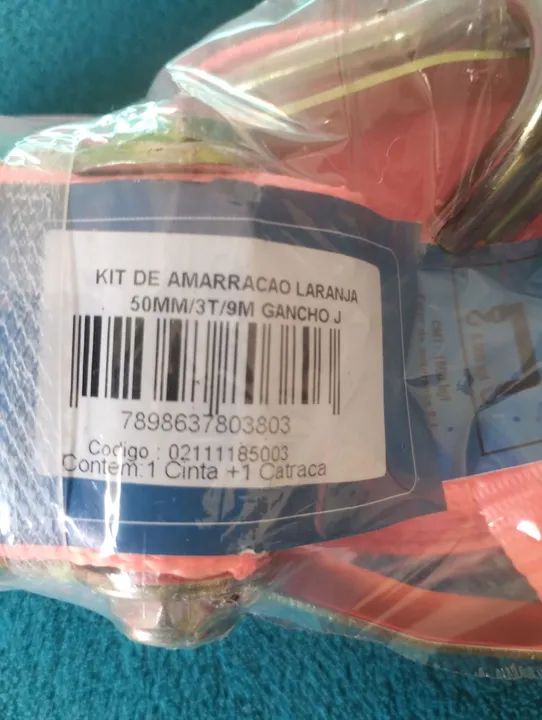 KIT DE AMARRACAO LARANJA
50MM/3T/9M GANCHO J
7898637803803
Codigo : 02111185003
Contem:1 Cinta +1 Catraca